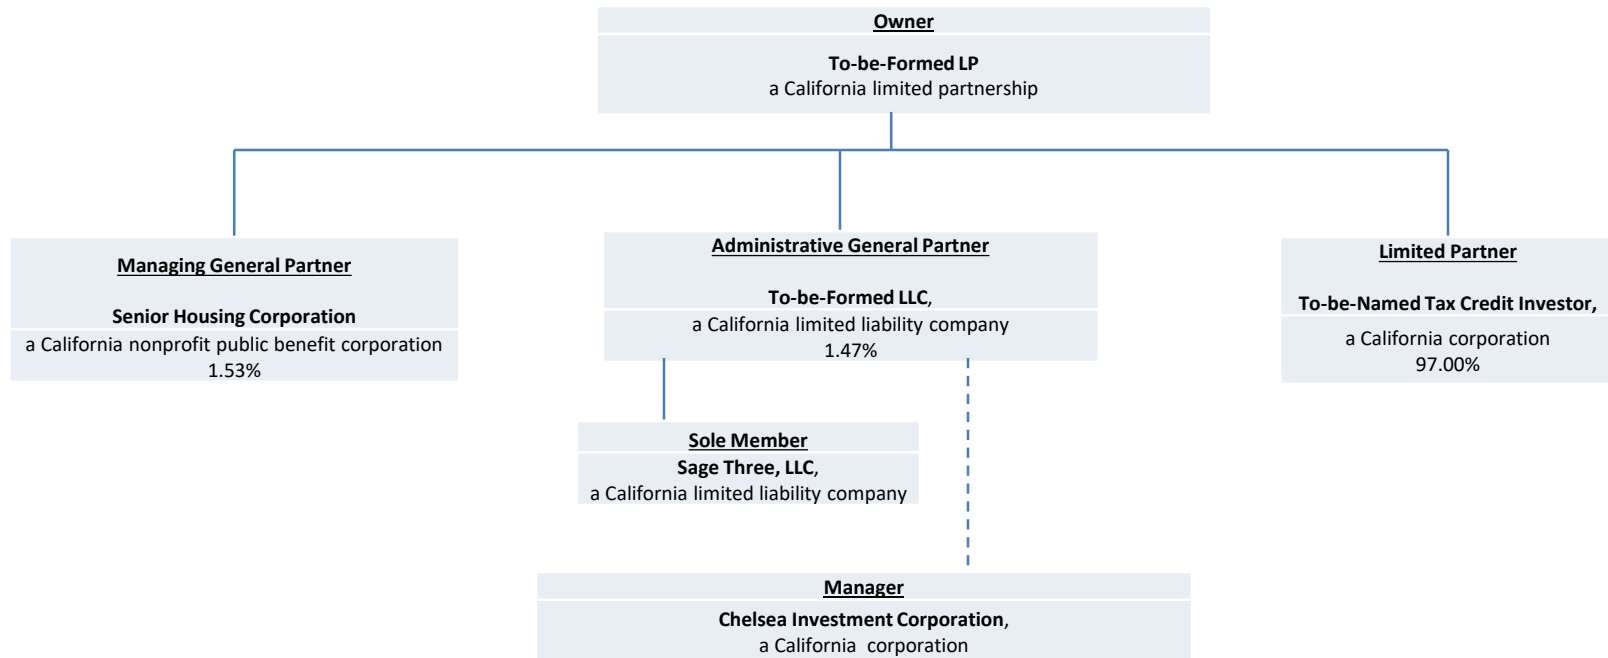 Owner
To-be-Formed LP
a California limited partnership
Managing General Partner
Senior Housing Corporation
a California nonprofit public benefit corporation
1.53%
Administrative General Partner
To-be-Formed LLC,
a California limited liability company
1.47%
Limited Partner
To-be-Named Tax Credit Investor,
a California corporation
97.00%
Sole Member
Sage Three, LLC,
a California limited liability company
Manager
Chelsea Investment Corporation,
a California corporation